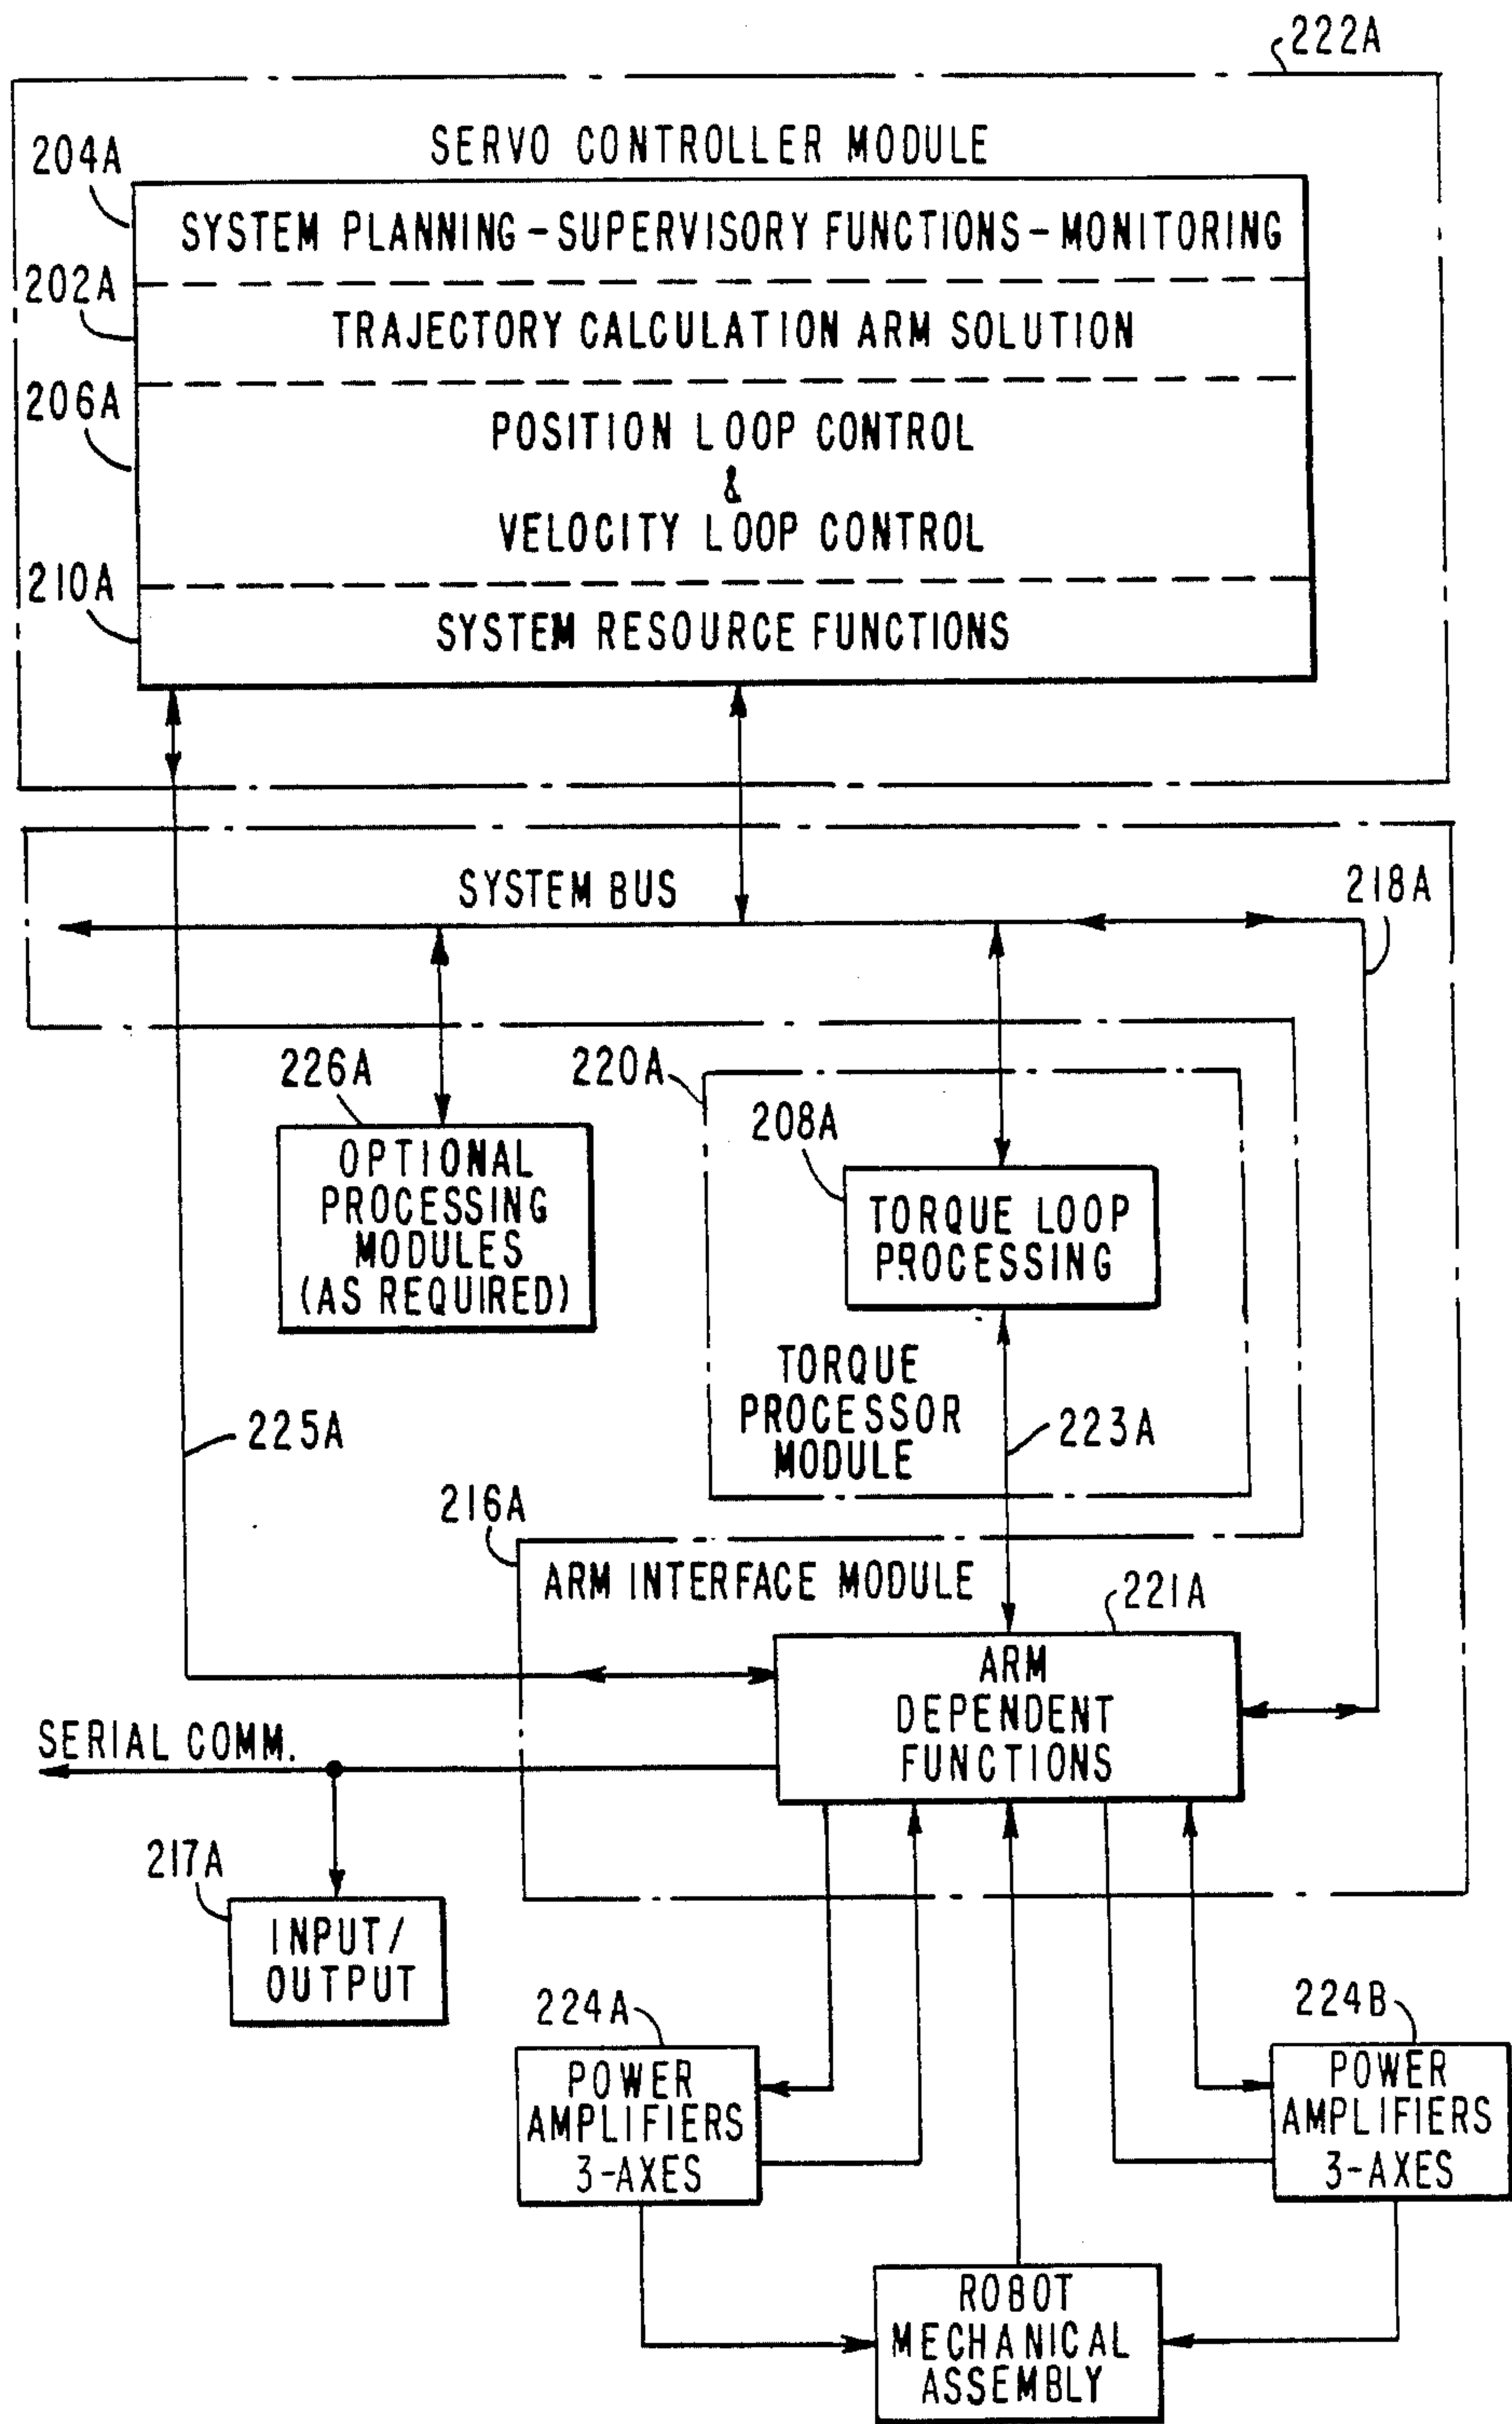 222A
SERVO CONTROLLER MODULE
204A
SYSTEM PLANNING-SUPERVISORY FUNCTIONS-MONITORING
202A
TRAJECTORY CALCULATION ARM SOLUTION
206A
POSITION LOOP CONTROL
&
VELOCITY LOOP CONTROL
210A
SYSTEM RESOURCE FUNCTIONS
SYSTEM BUS
218A
226A
OPTIONAL
PROCESSING
MODULES
(AS REQUIRED)
220A
208A
TORQUE LOOP
PROCESSING
TORQUE
PROCESSOR
MODULE
223A
225A
216A
ARM INTERFACE MODULE
221A
ARM
DEPENDENT
FUNCTIONS
SERIAL COMM.
217A
INPUT/
OUTPUT
224A
POWER
AMPLIFIERS
3-AXES
224B
POWER
AMPLIFIERS
3-AXES
ROBOT
MECHANICAL
ASSEMBLY